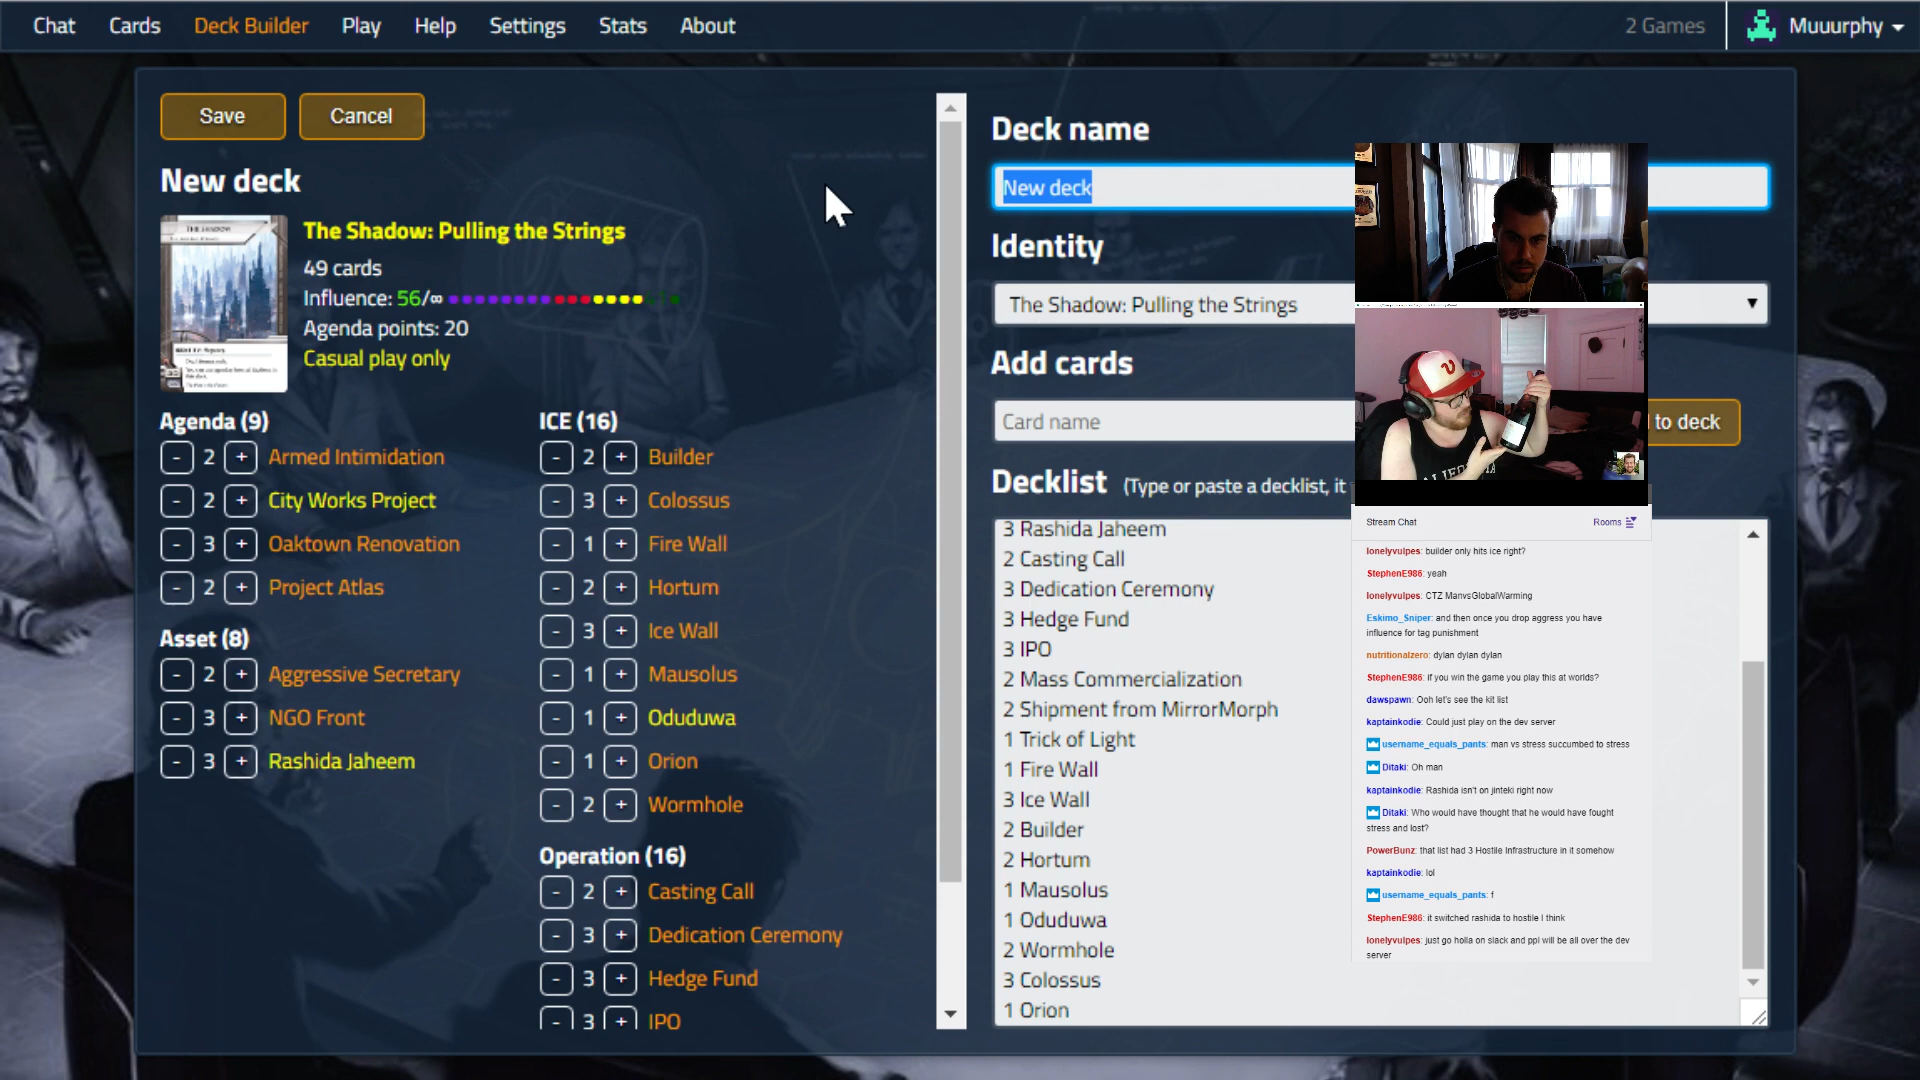 Chat Cards Deck Builder Play Help Settings Stats About 2 Games Muuurphy
Save Cancel
New deck
The Shadow: Pulling the Strings
49 cards
Influence: 56/∞
Agenda points: 20
Casual play only
Agenda (9)
- 2 + Armed Intimidation
- 2 + City Works Project
- 3 + Oaktown Renovation
- 2 + Project Atlas
Asset (8)
- 2 + Aggressive Secretary
- 3 + NGO Front
- 3 + Rashida Jaheem
ICE (16)
- 2 + Builder
- 3 + Colossus
- 1 + Fire Wall
- 2 + Hortum
- 3 + Ice Wall
- 1 + Mausolus
- 1 + Oduduwa
- 1 + Orion
- 2 + Wormhole
Operation (16)
- 2 + Casting Call
- 3 + Dedication Ceremony
- 3 + Hedge Fund
- 3 + IPO
Deck name
New deck
Identity
The Shadow: Pulling the Strings
Add cards
Card name
to deck
Decklist (Type or paste a decklist, it
3 Rashida Jaheem
2 Casting Call
3 Dedication Ceremony
3 Hedge Fund
3 IPO
2 Mass Commercialization
2 Shipment from MirrorMorph
1 Trick of Light
1 Fire Wall
3 Ice Wall
2 Builder
2 Hortum
1 Mausolus
1 Oduduwa
2 Wormhole
3 Colossus
1 Orion
Stream Chat Rooms
lonelyvulpes: builder only hits ice right?
StephenE986: yeah
lonelyvulpes: CTZ ManvsGlobalWarming
Eskimo_Sniper: and then once you drop aggress you have
influence for tag punishment
nutritionalzero: dylan dylan dylan
StephenE986: if you win the game you play this at worlds?
dawspawn: Ooh let's see the kit list
kaptainkodie: Could just play on the dev server
username_equals_pants: man vs stress succumbed to stress
Ditaki: Oh man
kaptainkodie: Rashida isn't on jinteki right now
Ditaki: Who would have thought that he would have fought
stress and lost?
PowerBunz: that list had 3 Hostile Infrastructure in it somehow
kaptainkodie: lol
username_equals_pants: f
StephenE986: it switched rashida to hostile I think
lonelyvulpes: just go holla on slack and ppl will be all over the dev
server